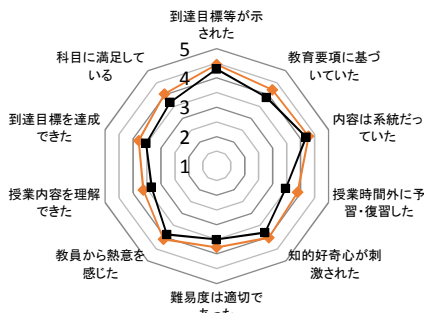 到達目標等が示
された
教育要項に基づ
いていた
内容は系統だっ
ていた
授業時間外に予
習・復習した
知的好奇心が刺
激された
難易度は適切で
あった
教員から熱意を
感じた
授業内容を理解
できた
到達目標を達成
できた
科目に満足して
いる
5
4
3
2
1